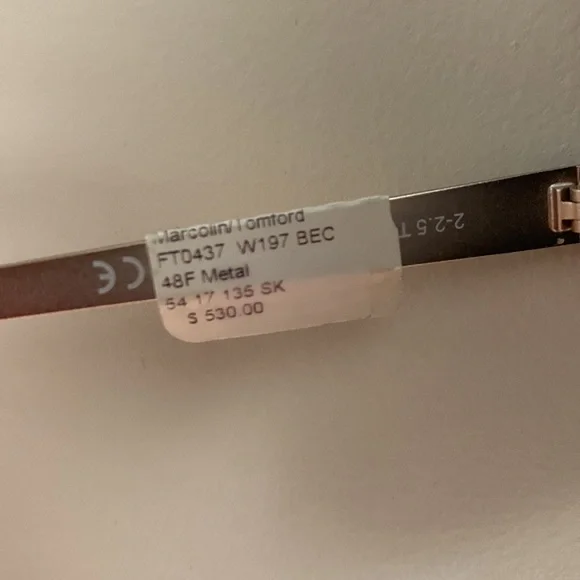 Marcolin/Tomford
FT0437 W197 BEC
48F Metal
54 17 135 SK
$ 530.00
CE
2-2.5 T